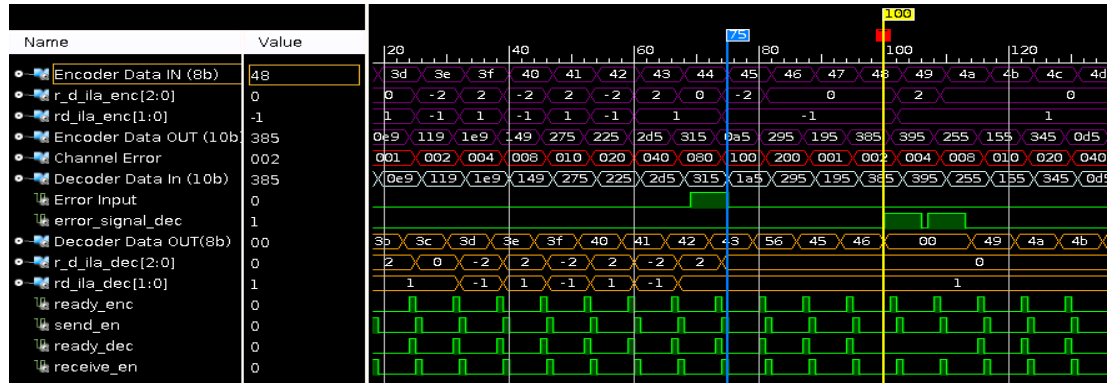 100
75
Name Value
20 40 60 80 100 120
Encoder Data IN (8b) 48 3d 3e 3f 40 41 42 43 44 45 46 47 48 49 4a 4b 4c 4d
r_d_ila_enc[2:0] 0 0 -2 2 -2 2 -2 2 0 -2 0 2 0
rd_ila_enc[1:0] -1 1 -1 1 -1 1 -1 1 -1 1
Encoder Data OUT (10b) 385 0e9 119 1e9 149 275 225 2d5 315 0a5 295 195 385 395 255 155 345 0d5
Channel Error 002 001 002 004 008 010 020 040 080 100 200 001 002 004 008 010 020 040
Decoder Data In (10b) 385 0e9 119 1e9 149 275 225 2d5 315 1a5 295 195 385 395 255 155 345 0d5
Error Input 0
error_signal_dec 1
Decoder Data OUT(8b) 00 3b 3c 3d 3e 3f 40 41 42 43 56 45 46 00 49 4a 4b
r_d_ila_dec[2:0] 0 2 0 -2 2 -2 2 -2 2 0
rd_ila_dec[1:0] 1 1 -1 1 -1 1 -1 1
ready_enc 0
send_en 0
ready_dec 0
receive_en 0